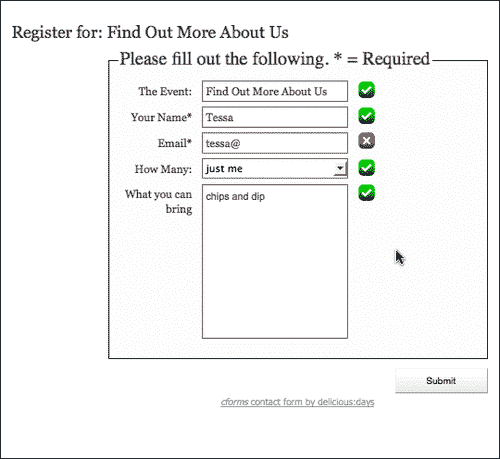 Register for: Find Out More About Us
Please fill out the following. * = Required
The Event: Find Out More About Us
Your Name* Tessa
Email* tessa@
How Many: just me
What you can chips and dip
bring
Submit
cforms contact form by delicious:days